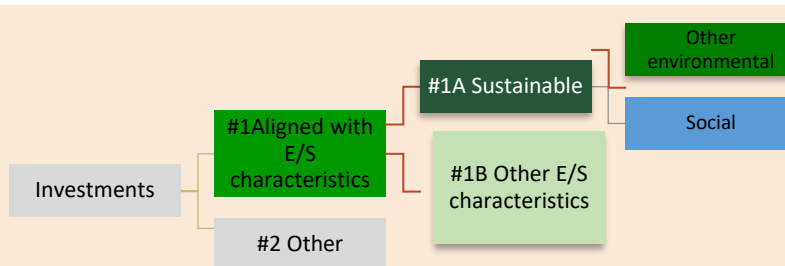 Investments
#1Aligned with
E/S
characteristics
#2 Other
#1A Sustainable
#1B Other E/S
characteristics
Other
environmental
Social